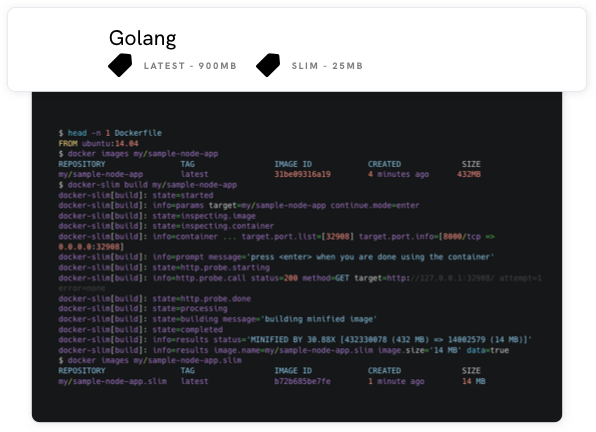 Golang
LATEST - 900MB SLIM - 25MB
$ head -n 1 Dockerfile
FROM ubuntu:14.04
$ docker images my/sample-node-app
REPOSITORY TAG IMAGE ID CREATED SIZE
my/sample-node-app latest 31be09316a19 4 minutes ago 432MB
$ docker-slim build my/sample-node-app
docker-slim[build]: state=started
docker-slim[build]: info=params target=my/sample-node-app continue.mode=enter
docker-slim[build]: state=inspecting.image
docker-slim[build]: state=inspecting.container
docker-slim[build]: info=container ... target.port.list=[32908] target.port.info=[8000/tcp =>
0.0.0.0:32908]
docker-slim[build]: info=prompt message='press <enter> when you are done using the container'
docker-slim[build]: state=http.probe.starting
docker-slim[build]: info=http.probe.call status=200 method=GET target=http://127.0.0.1:32908/ attempt=1
error=none
docker-slim[build]: state=http.probe.done
docker-slim[build]: state=processing
docker-slim[build]: state=building message='building minified image'
docker-slim[build]: state=completed
docker-slim[build]: info=results status='MINIFIED BY 30.88X [432330078 (432 MB) => 14002579 (14 MB)]'
docker-slim[build]: info=results image.name=my/sample-node-app.slim image.size='14 MB' data=true
$ docker images my/sample-node-app.slim
REPOSITORY TAG IMAGE ID CREATED SIZE
my/sample-node-app.slim latest b72b685be7fe 1 minute ago 14 MB